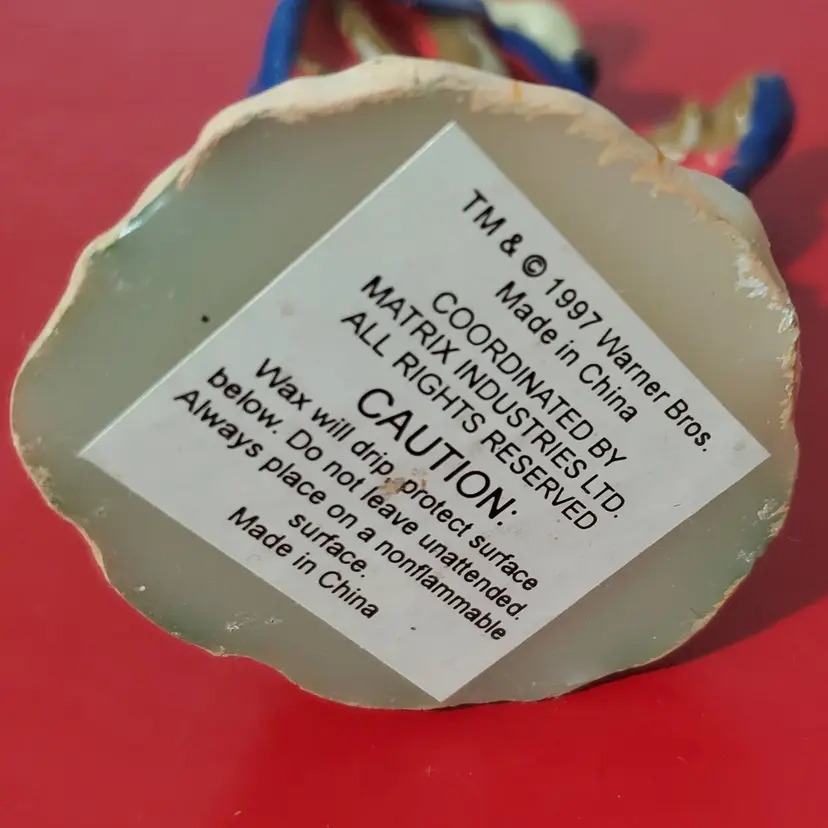 TM & © 1997 Warner Bros.
Made in China
COORDINATED BY
MATRIX INDUSTRIES LTD.
ALL RIGHTS RESERVED
CAUTION:
Wax will drip, protect surface
below. Do not leave unattended.
Always place on a nonflammable
surface.
Made in China